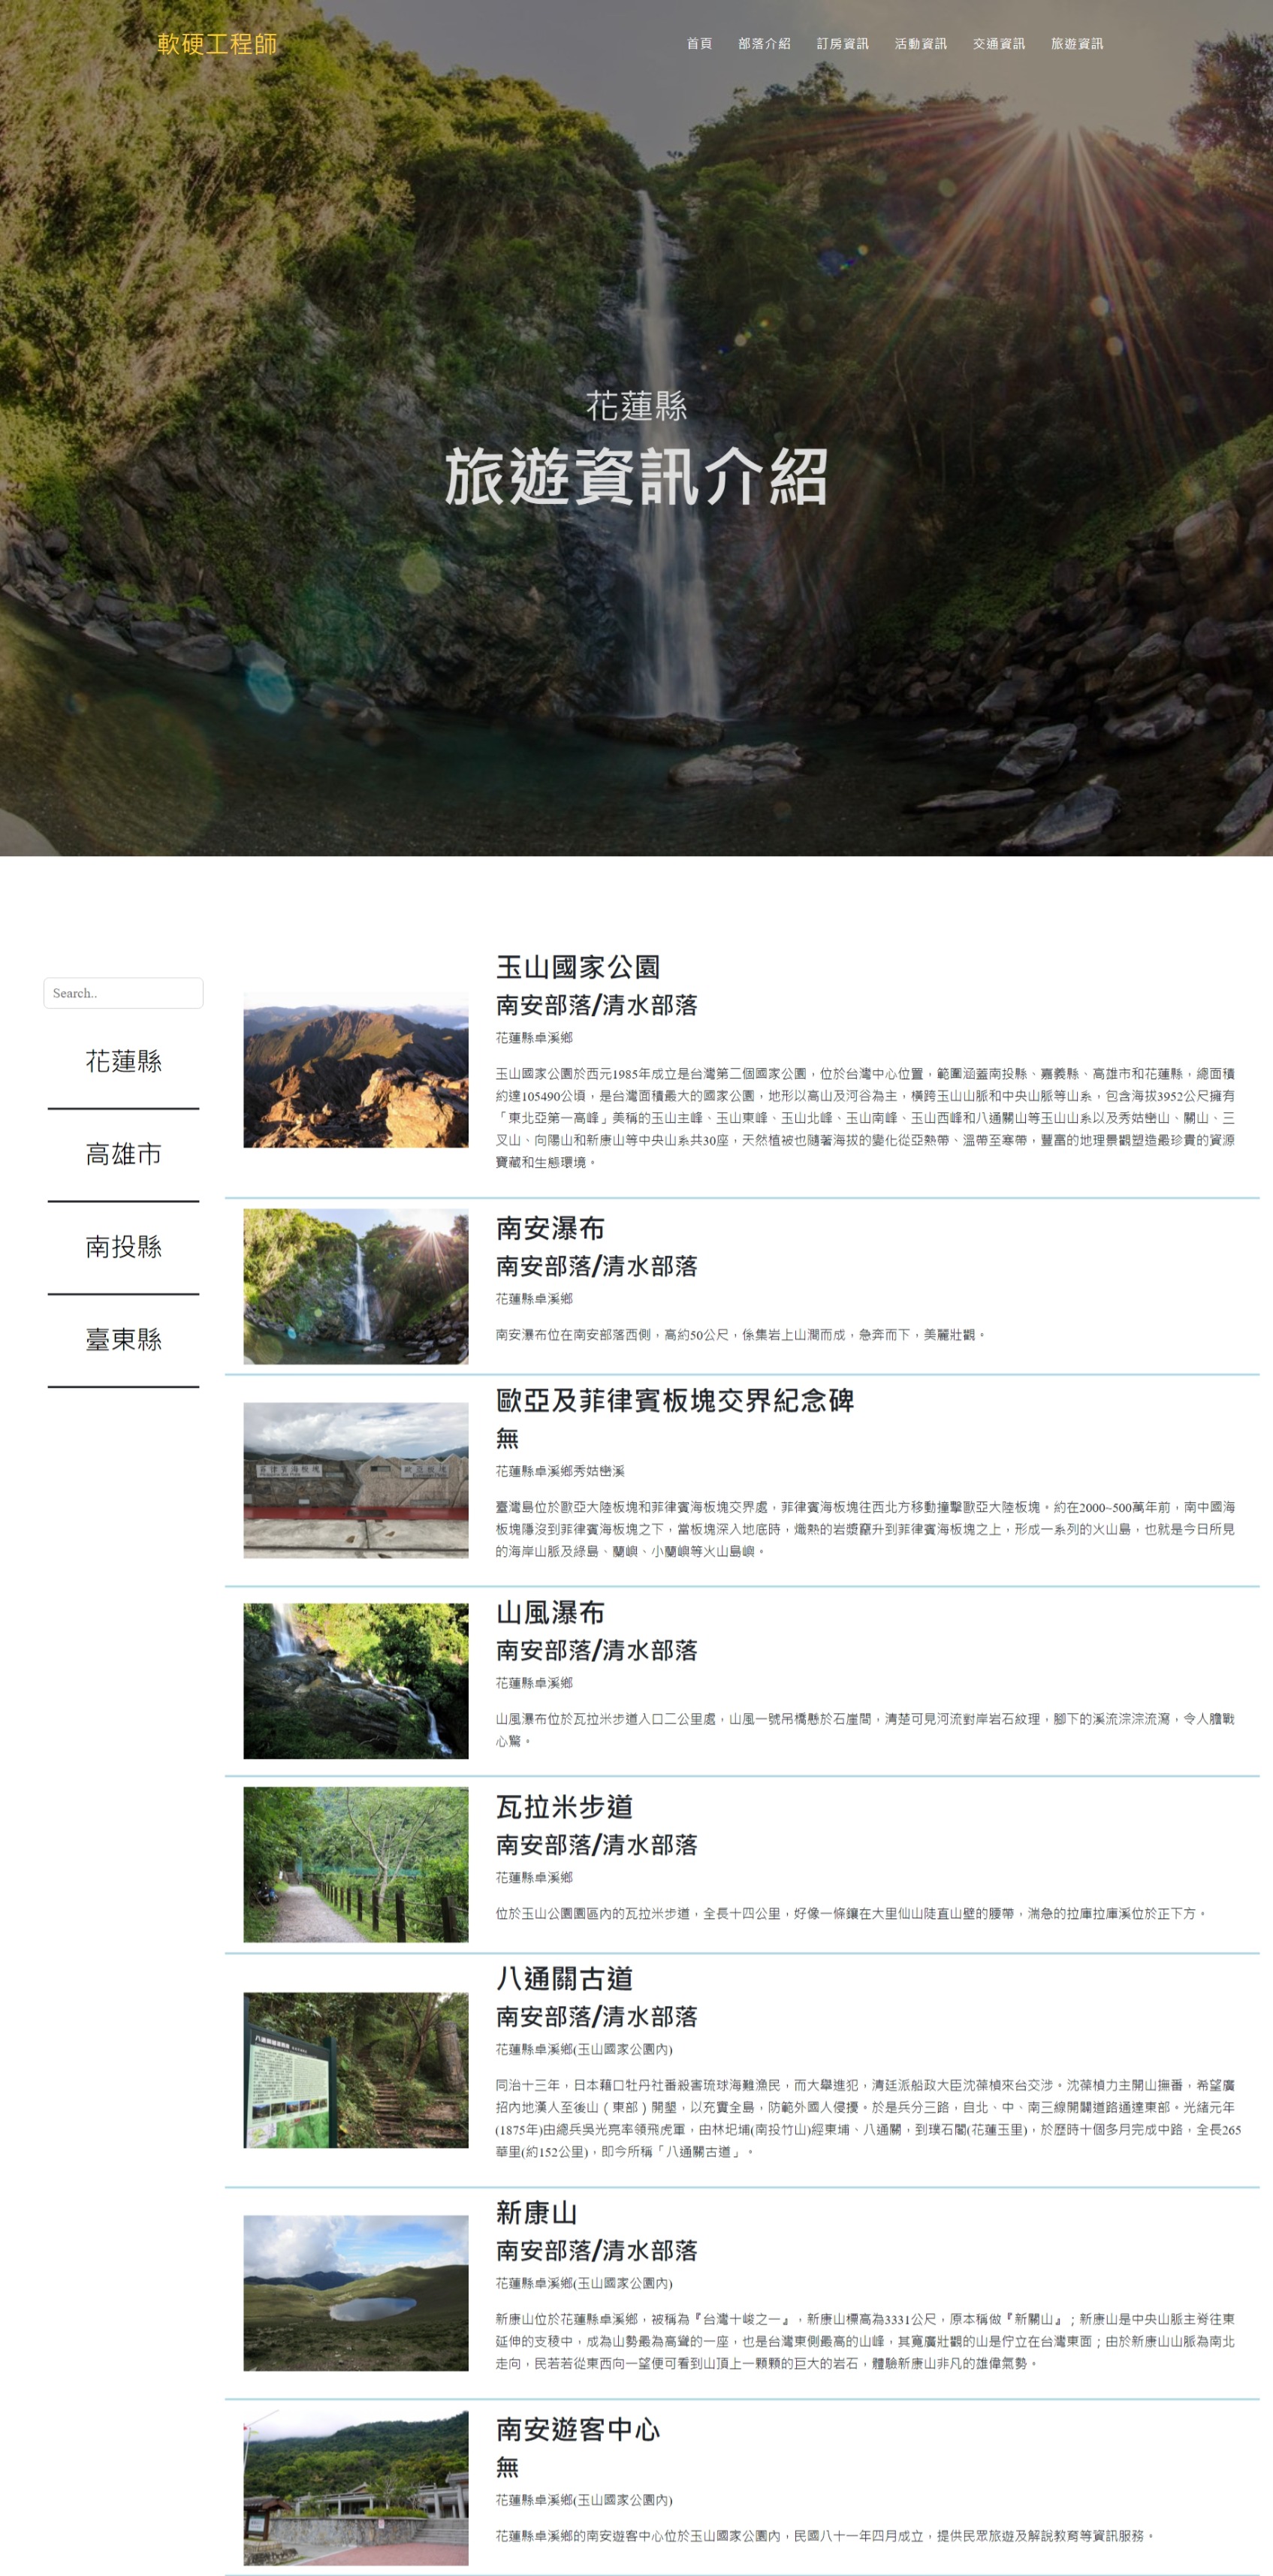 軟硬工程師
首頁 部落介紹 訂房資訊 活動資訊 交通資訊 旅遊資訊
花蓮縣
旅遊資訊介紹
Search..
花蓮縣
高雄市
南投縣
臺東縣
玉山國家公園
南安部落/清水部落
花蓮縣卓溪鄉
玉山國家公園於西元1985年成立是台灣第二個國家公園，位於台灣中心位置，範圍涵蓋南投縣、嘉義縣、高雄市和花蓮縣，總面積
約達105490公頃，是台灣面積最大的國家公園，地形以高山及河谷為主，橫跨玉山山脈和中央山脈等山系，包含海拔3952公尺擁有
「東北亞第一高峰」美稱的玉山主峰、玉山東峰、玉山北峰、玉山南峰、玉山西峰和八通關山等玉山山系以及秀姑巒山、關山、三
叉山、向陽山和新康山等中央山系共30座，天然植被也隨著海拔的變化從亞熱帶、溫帶至寒帶，豐富的地理景觀塑造最珍貴的資源
寶藏和生態環境。
南安瀑布
南安部落/清水部落
花蓮縣卓溪鄉
南安瀑布位在南安部落西側，高約50公尺，係集岩上山澗而成，急奔而下，美麗壯觀。
歐亞及菲律賓板塊交界紀念碑
無
花蓮縣卓溪鄉秀姑巒溪
臺灣島位於歐亞大陸板塊和菲律賓海板塊交界處，菲律賓海板塊往西北方移動撞擊歐亞大陸板塊。約在2000~500萬年前，南中國海
板塊隱沒到菲律賓海板塊之下，當板塊深入地底時，熾熱的岩漿竄升到菲律賓海板塊之上，形成一系列的火山島，也就是今日所見
的海岸山脈及綠島、蘭嶼、小蘭嶼等火山島嶼。
菲律賓海板塊
歐亞板塊
山風瀑布
南安部落/清水部落
花蓮縣卓溪鄉
山風瀑布位於瓦拉米步道入口二公里處，山風一號吊橋懸於石崖間，清楚可見河流對岸岩石紋理，腳下的溪流淙淙流瀉，令人膽戰
心驚。
瓦拉米步道
南安部落/清水部落
花蓮縣卓溪鄉
位於玉山公園園區內的瓦拉米步道，全長十四公里，好像一條鑲在大里仙山陡直山壁的腰帶，湍急的拉庫拉庫溪位於正下方。
八通關古道
南安部落/清水部落
花蓮縣卓溪鄉(玉山國家公園內)
同治十三年，日本藉口牡丹社番殺害琉球海難漁民，而大舉進犯，清廷派船政大臣沈葆楨來台交涉。沈葆楨力主開山撫番，希望廣
招內地漢人至後山（東部）開墾，以充實全島，防範外國人侵擾。於是兵分三路，自北、中、南三線開闢道路通達東部。光緒元年
(1875年)由總兵吳光亮率領飛虎軍，由林圯埔(南投竹山)經東埔、八通關，到璞石閣(花蓮玉里)，於歷時十個多月完成中路，全長265
華里(約152公里)，即今所稱「八通關古道」。
新康山
南安部落/清水部落
花蓮縣卓溪鄉(玉山國家公園內)
新康山位於花蓮縣卓溪鄉，被稱為『台灣十峻之一』，新康山標高為3331公尺，原本稱做『新關山』；新康山是中央山脈主脊往東
延伸的支稜中，成為山勢最為高聳的一座，也是台灣東側最高的山峰，其寬廣壯觀的山是佇立在台灣東面；由於新康山山脈為南北
走向，民若若從東西向一望便可看到山頂上一顆顆的巨大的岩石，體驗新康山非凡的雄偉氣勢。
南安遊客中心
無
花蓮縣卓溪鄉(玉山國家公園內)
花蓮縣卓溪鄉的南安遊客中心位於玉山國家公園內，民國八十一年四月成立，提供民眾旅遊及解說教育等資訊服務。